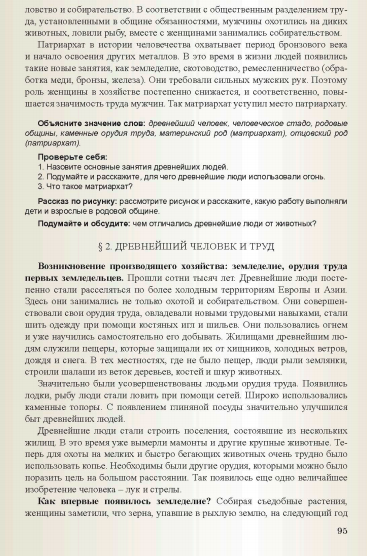 ловство и собирательство. В соответствии с общественным разделением тру-
да, установленными в общине обязанностями, мужчины охотились на диких
животных, ловили рыбу, вместе с женщинами занимались собирательством.
Патриархат в истории человечества охватывает период бронзового века
и начало освоения других металлов. В это время в жизни людей появились
такие новые занятия, как земледелие, скотоводство, ремесленничество (обра-
ботка меди, бронзы, железа). Они требовали сильных мужских рук. Поэтому
роль женщины в хозяйстве постепенно снижается, и соответственно, повы-
шается значимость труда мужчин. Так матриархат уступил место патриархату.
Объясните значение слов: древнейший человек, человеческое стадо, родовые
общины, каменные орудия труда, материнский род (матриархат), отцовский род
(патриархат).
Проверьте себя:
1. Назовите основные занятия древнейших людей.
2. Подумайте и расскажите, для чего древнейшие люди использовали огонь.
3. Что такое матриархат?
Рассказ по рисунку: рассмотрите рисунок и расскажите, какую работу выполняли
дети и взрослые в родовой общине.
Подумайте и обсудите: чем отличались древнейшие люди от животных?
§ 2. ДРЕВНЕЙШИЙ ЧЕЛОВЕК И ТРУД
Возникновение производящего хозяйства: земледелие, орудия труда
первых земледельцев. Прошли сотни тысяч лет. Древнейшие люди посте-
пенно стали расселяться по более холодным территориям Европы и Азии.
Здесь они занимались не только охотой и собирательством. Они совершен-
ствовали свои орудия труда, овладевали новыми трудовыми навыками, стали
шить одежду при помощи костяных игл и шильев. Они пользовались огнем
и уже научились самостоятельно его добывать. Жилищами древнейшим лю-
дям служили пещеры, которые защищали их от хищников, холодных ветров,
дождя и снега. В тех местностях, где не было пещер, люди рыли землянки,
строили шалаши из веток деревьев, костей и шкур животных.
Значительно были усовершенствованы людьми орудия труда. Появились
лодки, рыбу люди стали ловить при помощи сетей. Широко использовались
каменные топоры. С появлением глиняной посуды значительно улучшился
быт древнейших людей.
Древнейшие люди стали строить поселения, состоявшие из нескольких
жилищ. В это время уже вымерли мамонты и другие крупные животные. Те-
перь для охоты на мелких и быстро бегающих животных очень трудно было
использовать копье. Необходимы были другие орудия, которыми можно было
поразить цель на большом расстоянии. Так появилось еще одно величайшее
изобретение человека – лук и стрелы.
Как впервые появилось земледелие? Собирая съедобные растения,
женщины заметили, что зерна, упавшие в рыхлую землю, на следующий год
95